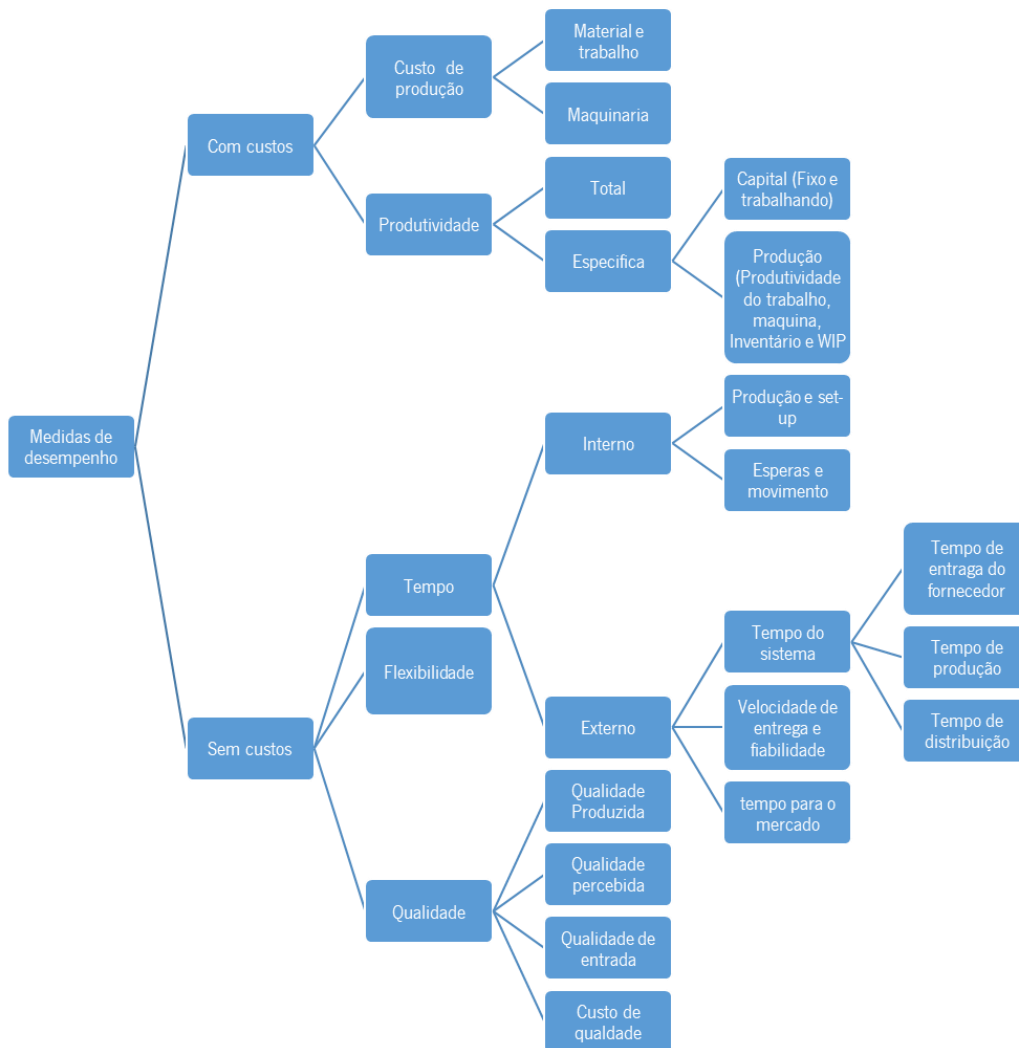 Material e
trabalho
Custo de
produção
Maquinaria
Com custos
Total
Capital (Fixo e
trabalhando)
Produtividade
Especifica
Produção
(Produtividade
do trabalho,
maquina,
Inventário e WIP
Produção e set-
up
Medidas de
desempenho
Interno
Esperas e
movimento
Tempo de
entraga do
fornecedor
Tempo
Tempo do
sistema
Tempo de
produção
Flexibilidade
Externo
Velocidade de
entrega e
fiabilidade
Tempo de
distribuição
Sem custos
tempo para o
mercado
Qualidade
Produzida
Qualidade
percebida
Qualidade
Qualidade de
entrada
Custo de
qualdade